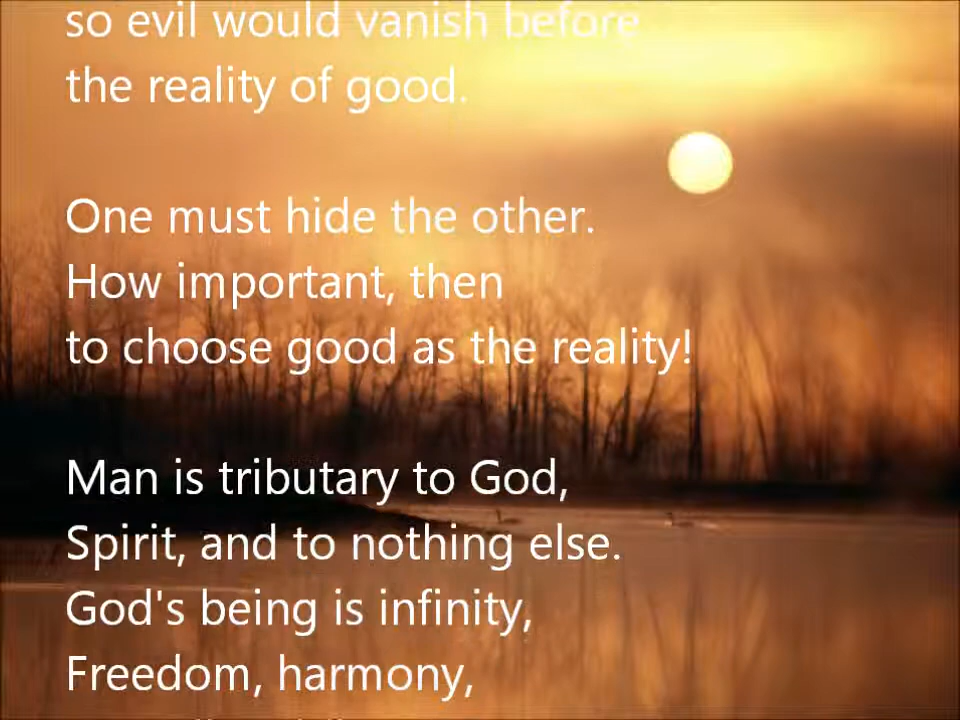 so evil would vanish before
the reality of good.
One must hide the other.
How important, then
to choose good as the reality!
Man is tributary to God,
Spirit, and to nothing else.
God's being is infinity,
Freedom, harmony,